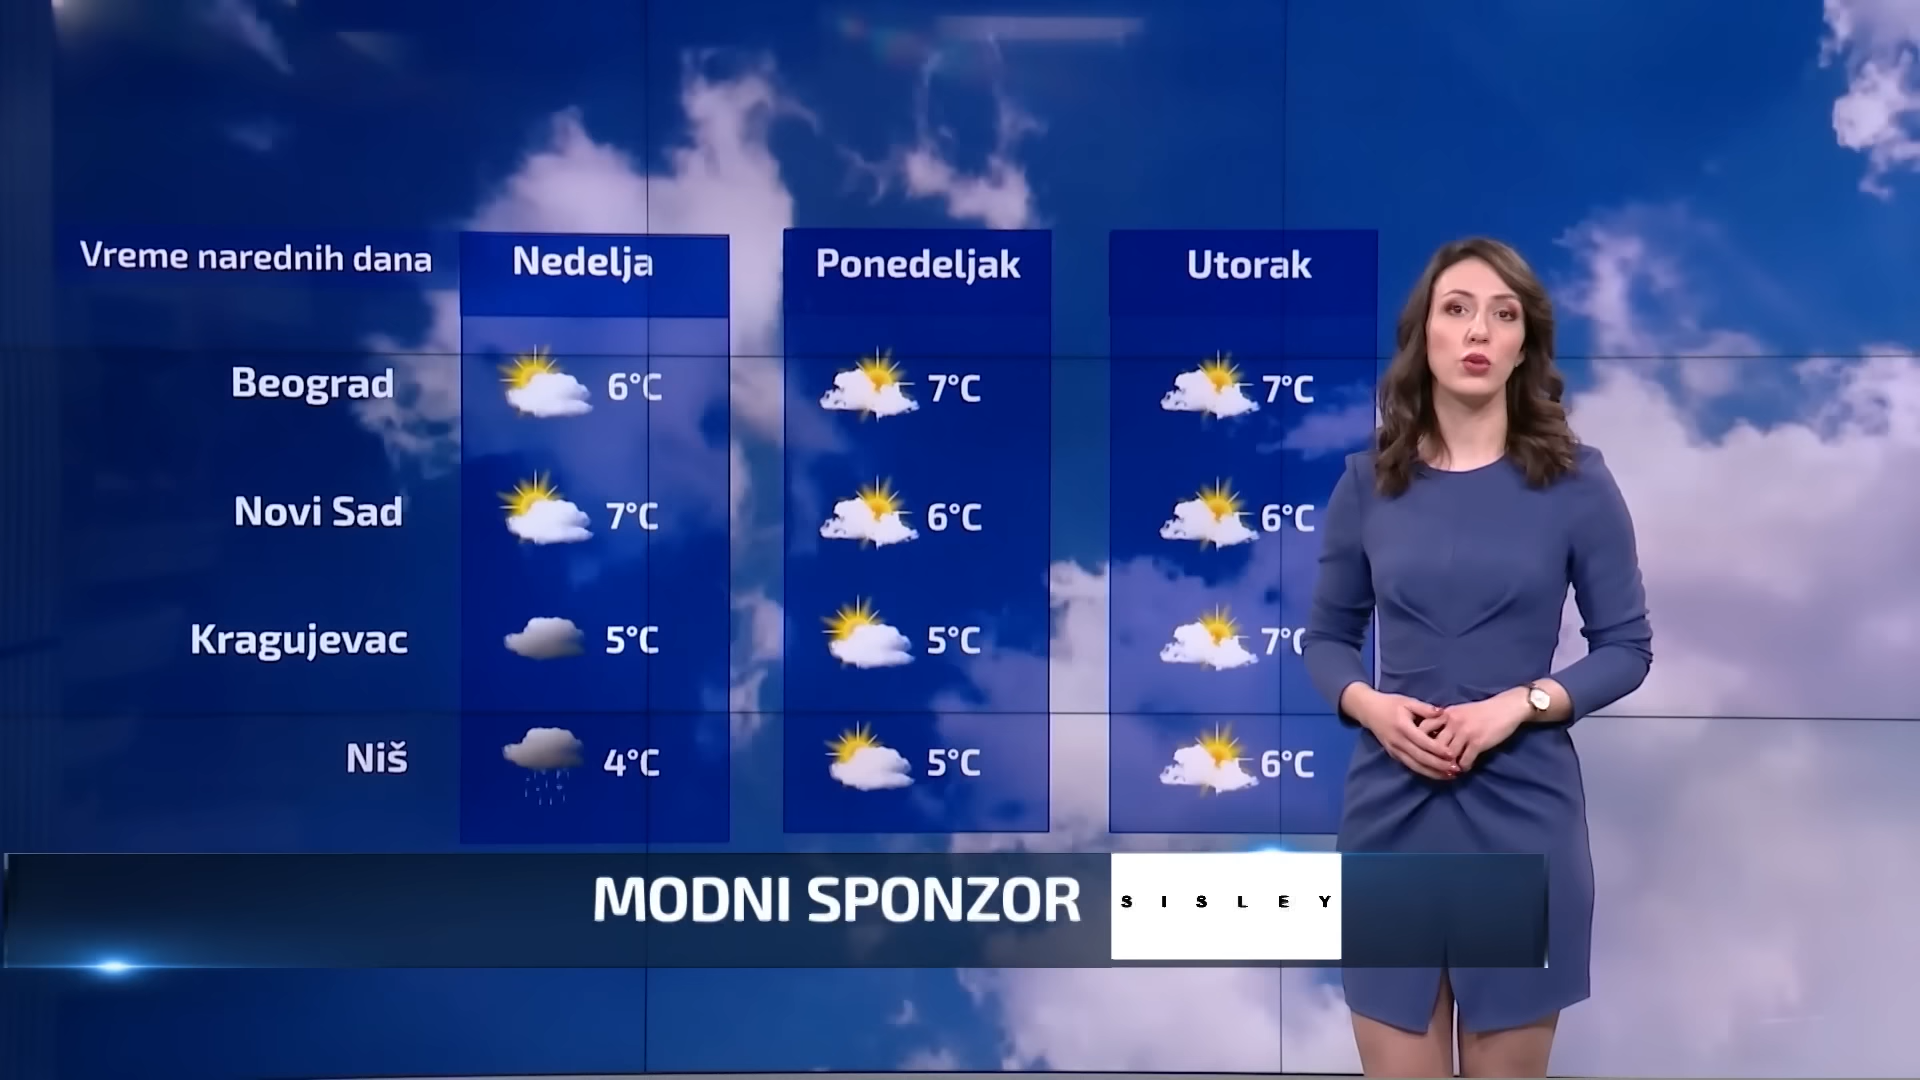 Vreme narednih dana Nedelja Ponedeljak Utorak
Beograd 6°C 7°C 7°C
Novi Sad 7°C 6°C 6°C
Kragujevac 5°C 5°C 7°
Niš 4°C 5°C 6°C
MODNI SPONZOR SISLEY